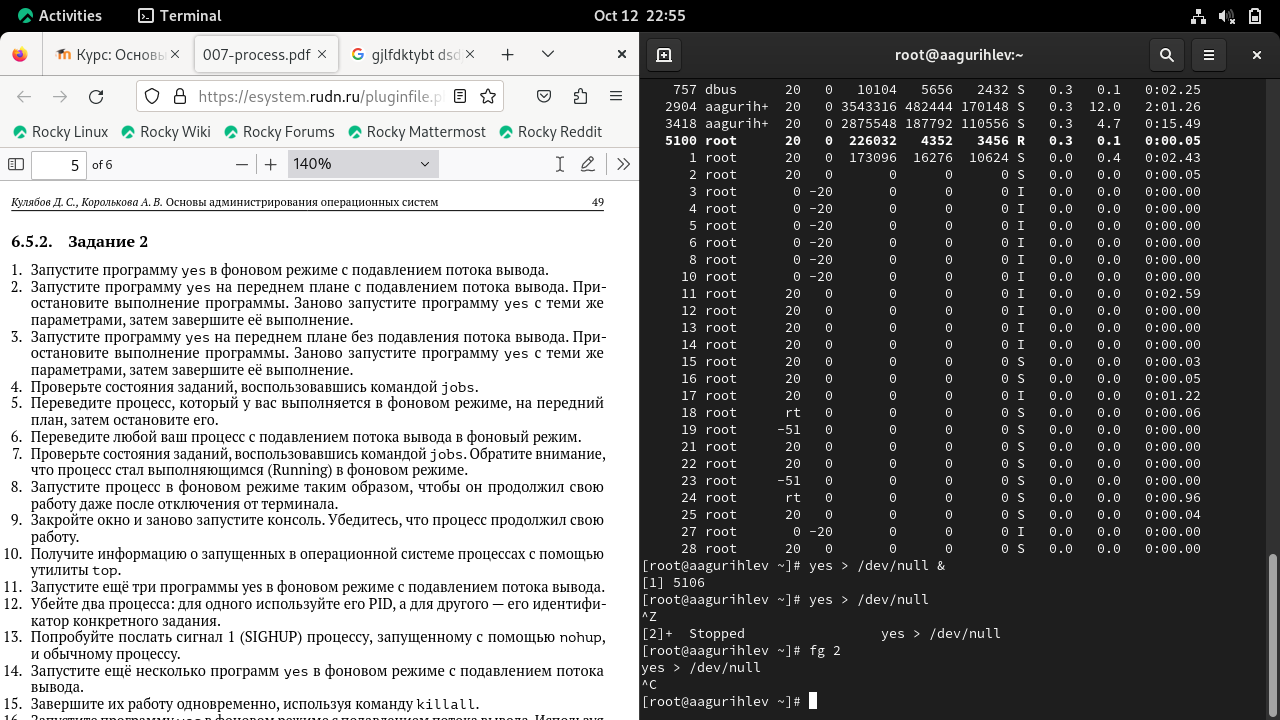 Activities Terminal Oct 12 22:55
Курс: Основы 007-process.pdf gjlfdktybt dsd
https://esystem.rudn.ru/pluginfile.p
Rocky Linux Rocky Wiki Rocky Forums Rocky Mattermost Rocky Reddit
5 of 6 140%
Кулябов Д. С., Королькова А. В. Основы администрирования операционных систем 49
6.5.2. Задание 2
1. Запустите программу yes в фоновом режиме с подавлением потока вывода.
2. Запустите программу yes на переднем плане с подавлением потока вывода. При-
остановите выполнение программы. Заново запустите программу yes с теми же
параметрами, затем завершите её выполнение.
3. Запустите программу yes на переднем плане без подавления потока вывода. При-
остановите выполнение программы. Заново запустите программу yes с теми же
параметрами, затем завершите её выполнение.
4. Проверьте состояния заданий, воспользовавшись командой jobs.
5. Переведите процесс, который у вас выполняется в фоновом режиме, на передний
план, затем остановите его.
6. Переведите любой ваш процесс с подавлением потока вывода в фоновый режим.
7. Проверьте состояния заданий, воспользовавшись командой jobs. Обратите внимание,
что процесс стал выполняющимся (Running) в фоновом режиме.
8. Запустите процесс в фоновом режиме таким образом, чтобы он продолжил свою
работу даже после отключения от терминала.
9. Закройте окно и заново запустите консоль. Убедитесь, что процесс продолжил свою
работу.
10. Получите информацию о запущенных в операционной системе процессах с помощью
утилиты top.
11. Запустите ещё три программы yes в фоновом режиме с подавлением потока вывода.
12. Убейте два процесса: для одного используйте его PID, а для другого — его идентифи-
катор конкретного задания.
13. Попробуйте послать сигнал 1 (SIGHUP) процессу, запущенному с помощью nohup,
и обычному процессу.
14. Запустите ещё несколько программ yes в фоновом режиме с подавлением потока
вывода.
15. Завершите их работу одновременно, используя команду killall.
16. Запустите программу yes в фоновом режиме с подавлением потока вывода. Используя
root@aagurihlev:~
757 dbus 20 0 10104 5656 2432 S 0.3 0.1 0:02.25
2904 aagurih+ 20 0 3543316 482444 170148 S 0.3 12.0 2:01.26
3418 aagurih+ 20 0 2875548 187792 110556 S 0.3 4.7 0:15.49
5100 root 20 0 226032 4352 3456 R 0.3 0.1 0:00.05
1 root 20 0 173096 16276 10624 S 0.0 0.4 0:02.43
2 root 20 0 0 0 0 S 0.0 0.0 0:00.05
3 root 0 -20 0 0 0 I 0.0 0.0 0:00.00
4 root 0 -20 0 0 0 I 0.0 0.0 0:00.00
5 root 0 -20 0 0 0 I 0.0 0.0 0:00.00
6 root 0 -20 0 0 0 I 0.0 0.0 0:00.00
8 root 0 -20 0 0 0 I 0.0 0.0 0:00.00
10 root 0 -20 0 0 0 I 0.0 0.0 0:00.00
11 root 20 0 0 0 0 I 0.0 0.0 0:02.59
12 root 20 0 0 0 0 I 0.0 0.0 0:00.00
13 root 20 0 0 0 0 I 0.0 0.0 0:00.00
14 root 20 0 0 0 0 I 0.0 0.0 0:00.00
15 root 20 0 0 0 0 S 0.0 0.0 0:00.03
16 root 20 0 0 0 0 S 0.0 0.0 0:00.05
17 root 20 0 0 0 0 I 0.0 0.0 0:01.22
18 root rt 0 0 0 0 S 0.0 0.0 0:00.06
19 root -51 0 0 0 0 S 0.0 0.0 0:00.00
21 root 20 0 0 0 0 S 0.0 0.0 0:00.00
22 root 20 0 0 0 0 S 0.0 0.0 0:00.00
23 root -51 0 0 0 0 S 0.0 0.0 0:00.00
24 root rt 0 0 0 0 S 0.0 0.0 0:00.96
25 root 20 0 0 0 0 S 0.0 0.0 0:00.04
27 root 0 -20 0 0 0 I 0.0 0.0 0:00.00
28 root 20 0 0 0 0 S 0.0 0.0 0:00.00
[root@aagurihlev ~]# yes > /dev/null &
[1] 5106
[root@aagurihlev ~]# yes > /dev/null
^Z
[2]+ Stopped yes > /dev/null
[root@aagurihlev ~]# fg 2
yes > /dev/null
^C
[root@aagurihlev ~]#